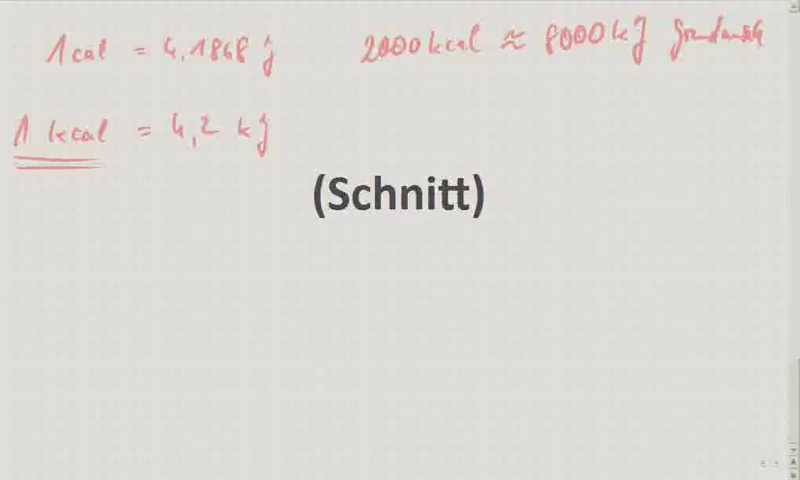 1 cal = 4,1868 J
2000 kcal ≈ 8000 kJ
1 kcal = 4,2 kJ
(Schnitt)